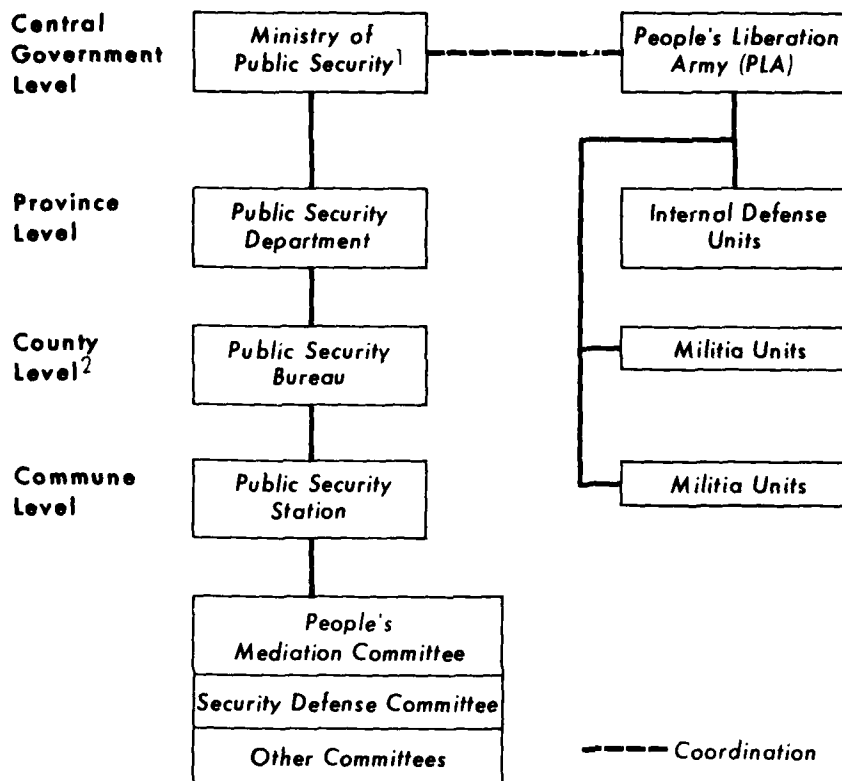 Central
Government
Level
Ministry of
Public Security1
People's Liberation
Army (PLA)
Province
Level
Public Security
Department
Internal Defense
Units
County
Level2
Public Security
Bureau
Militia Units
Commune
Level
Public Security
Station
Militia Units
People's
Mediation Committee
Security Defense Committee
Other Committees
Coordination